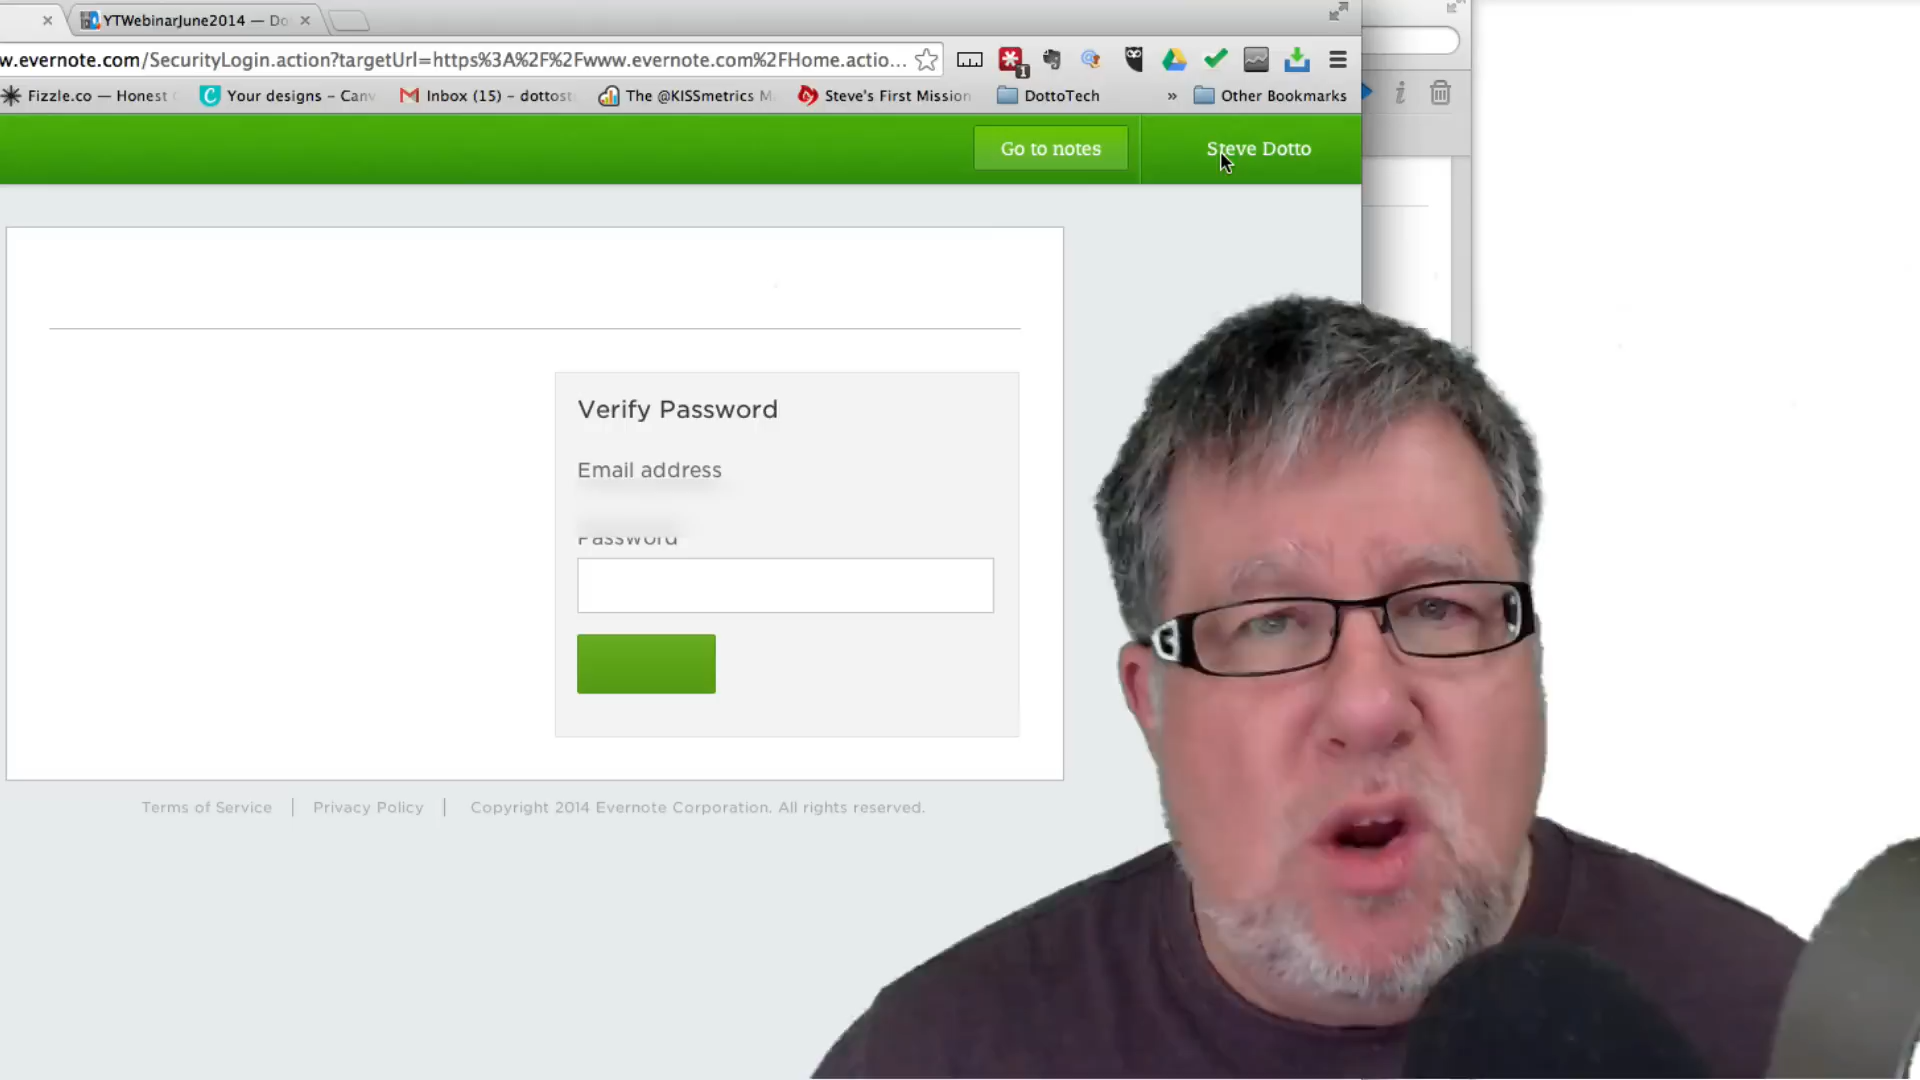 YTWebinarJune2014 — Do
w.evernote.com/SecurityLogin.action?targetUrl=https%3A%2F%2Fwww.evernote.com%2FHome.actio...
1
Fizzle.co — Honest Your designs – Can Inbox (15) – dottost The @KISSmetrics M Steve's First Mission DottoTech » Other Bookmarks
Go to notes Steve Dotto
Verify Password
Email address
Password
Terms of Service | Privacy Policy | Copyright 2014 Evernote Corporation. All rights reserved.